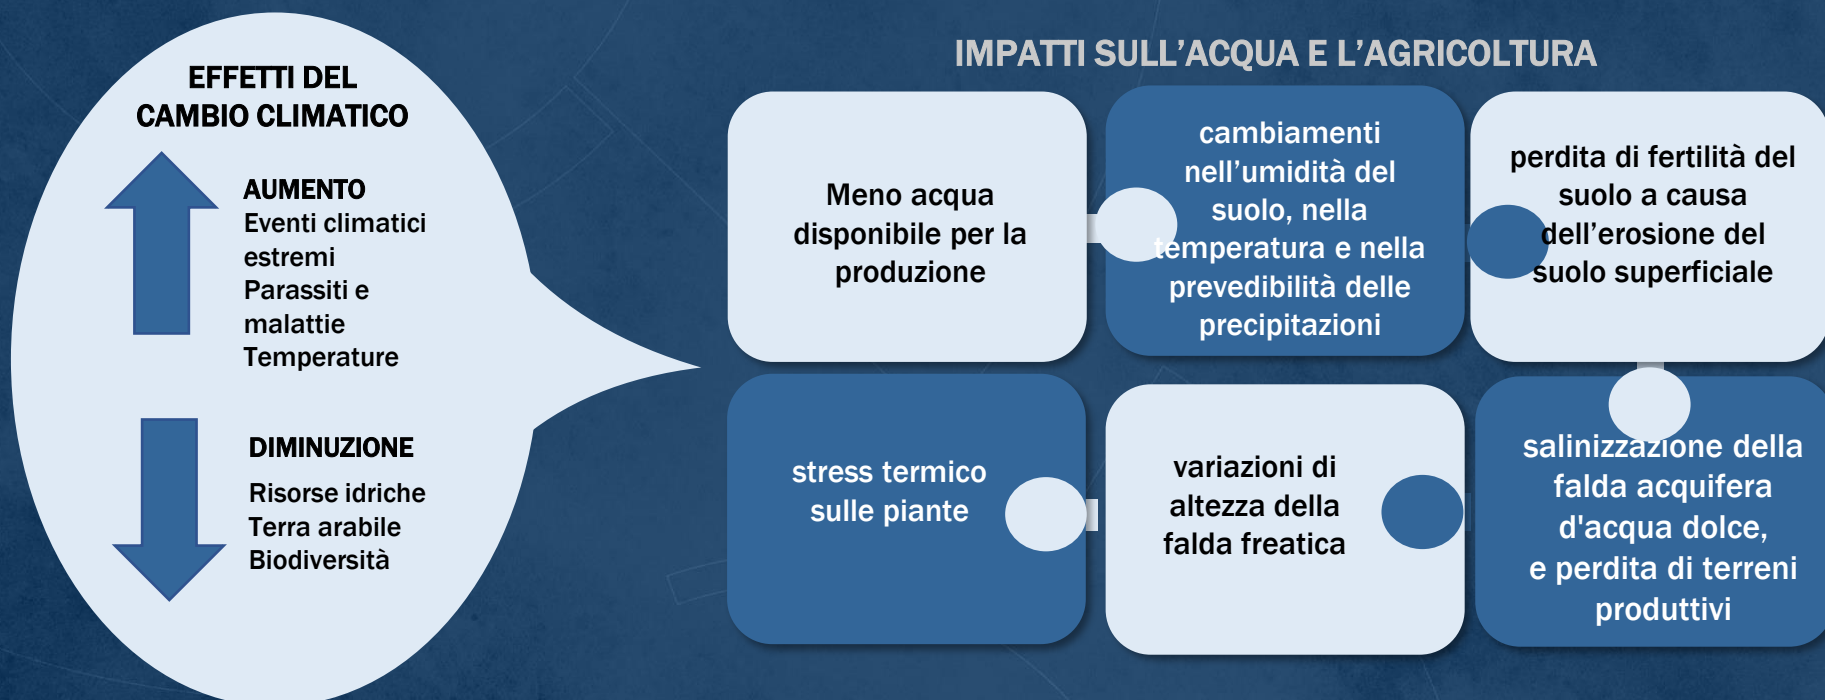 EFFETTI DEL
CAMBIO CLIMATICO
AUMENTO
Eventi climatici
estremi
Parassiti e
malattie
Temperature
DIMINUZIONE
Risorse idriche
Terra arabile
Biodiversità
IMPATTI SULL’ACQUA E L’AGRICOLTURA
Meno acqua
disponibile per la
produzione
cambiamenti
nell’umidità del
suolo, nella
temperatura e nella
prevedibilità delle
precipitazioni
perdita di fertilità del
suolo a causa
dell’erosione del
suolo superficiale
stress termico
sulle piante
variazioni di
altezza della
falda freatica
salinizzazione della
falda acquifera
d'acqua dolce,
e perdita di terreni
produttivi